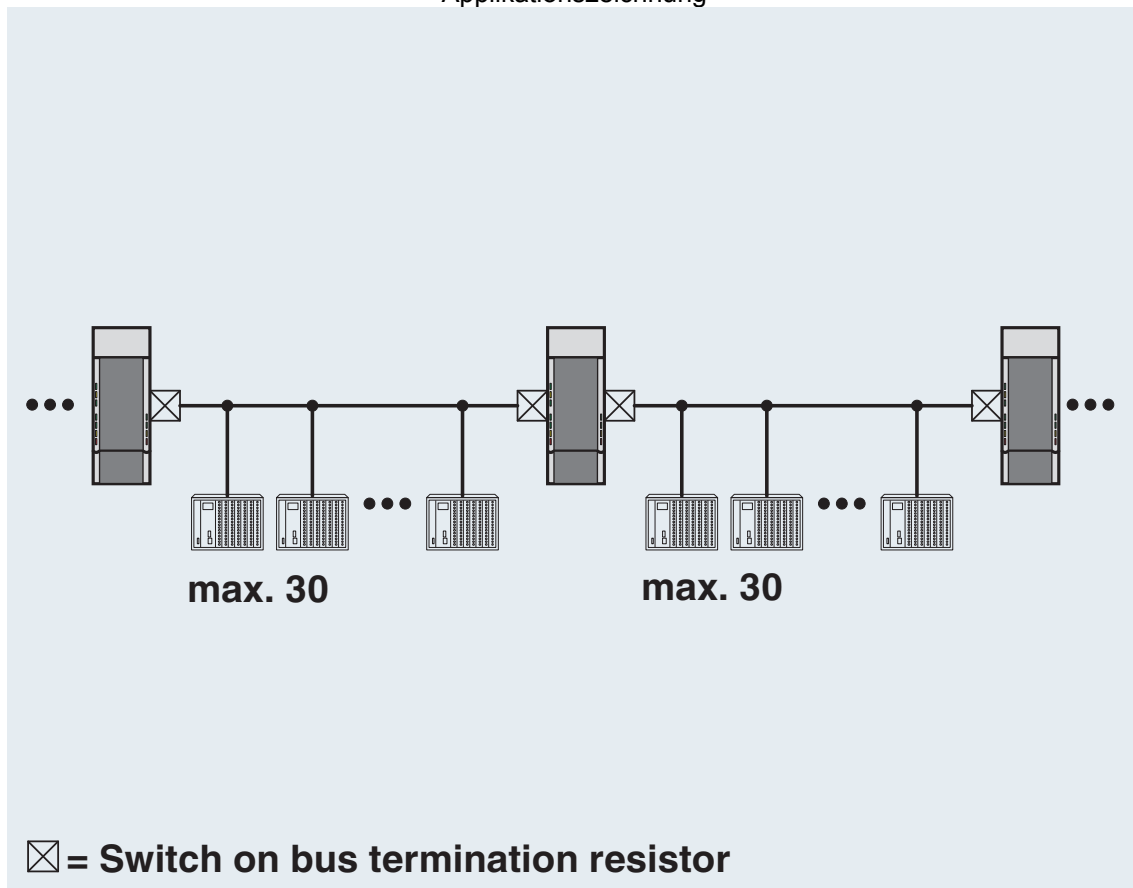 max. 30
max. 30
= Switch on bus termination resistor